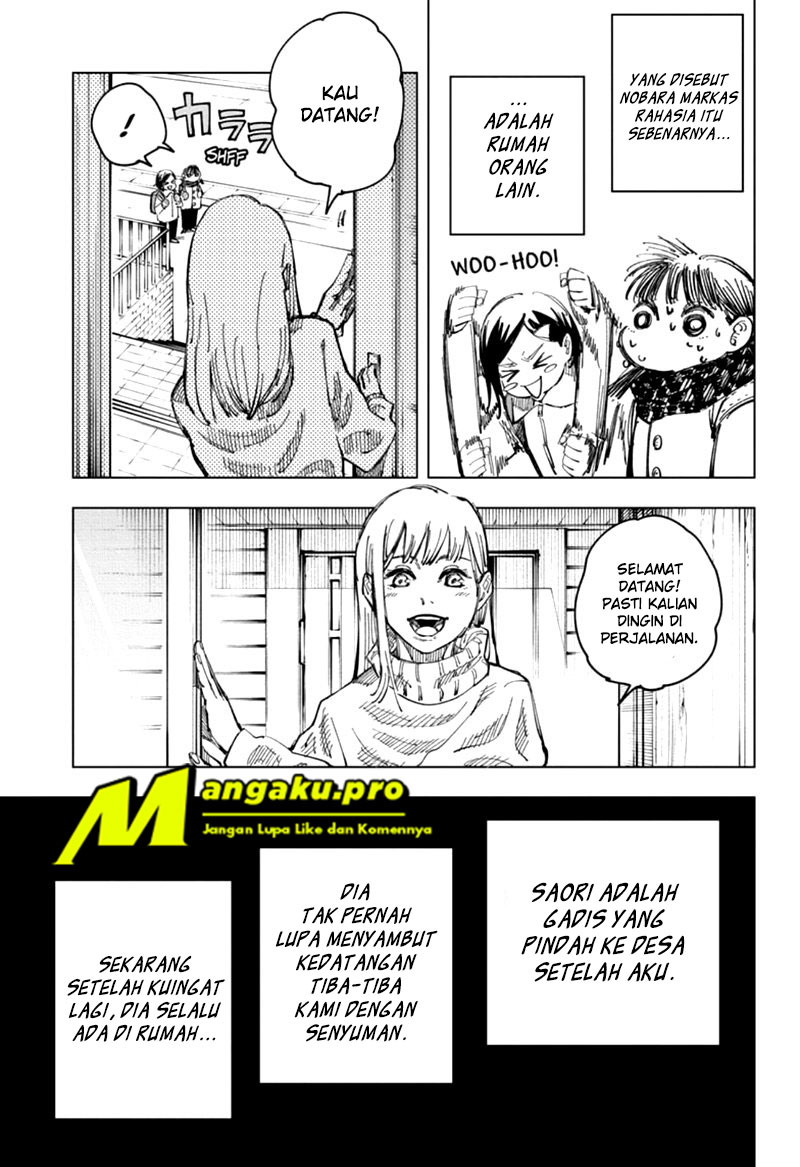 YANG DISEBUT
NOBARA MARKAS
RAHASIA ITU
SEBENARNYA...
...
ADALAH
RUMAH
ORANG
LAIN.
WOO-HOO!
KAU
DATANG!
カララ
SHFF
!
SELAMAT
DATANG!
PASTI KALIAN
DINGIN DI
PERJALANAN.
Mangaku.pro
Jangan Lupa Like dan Komennya
SAORI ADALAH
GADIS YANG
PINDAH KE DESA
SETELAH AKU.
DIA
TAK PERNAH
LUPA MENYAMBUT
KEDATANGAN
TIBA-TIBA
KAMI DENGAN
SENYUMAN.
SEKARANG
SETELAH KUINGAT
LAGI, DIA SELALU
ADA DI RUMAH...